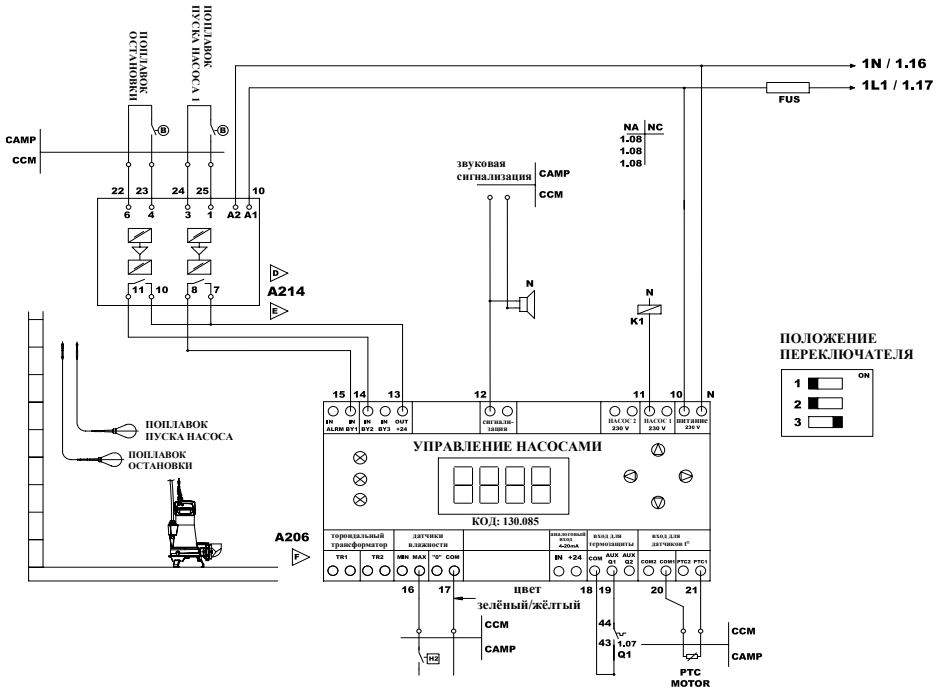 ПОПЛАВОК
ОСТАНОВКИ
ПОПЛАВОК
ПУСКА НАСОСА 1
1N / 1.16
1L1 / 1.17
FUS
B
B
CAMP
CCM
NA NC
1-08
1.08
1.08
звуковая
сигнализация
CAMP
CCM
22 23 24 25 10
6 4 3 1 A2 A1
D
A214
E
11 10 8 7
N
N
K1
ПОЛОЖЕНИЕ
ПЕРЕКЛЮЧАТЕЛЯ
ON
1
2
3
ПОПЛАВОК
ПУСКА НАСОСА
ПОПЛАВОК
ОСТАНОВКИ
15 14 13 12 11 10 N
IN IN IN IN OUT
ALRM BY1 BY2 BY3 +24
сигнали-
зация
НАСОС 2
230 V
НАСОС 1
230 V
питание
230 V
УПРАВЛЕНИЕ НАСОСАМИ
КОД: 130.085
A206
F
тороидальный
трансформатор
датчики
влажности
аналоговый
вход
4-20mA
вход для
термозащиты
вход для
датчиков t°
TR1 TR2 MIN MAX "0" COM IN +24 COM AUX Q1 AUX Q2 COM2 COM1 PTC2 PTC1
16 17 18 19 20 21
цвет
зелёный/жёлтый
CCM
CAMP
H2
44
43 1.07
Q1
CCM
CAMP
PTC
MOTOR